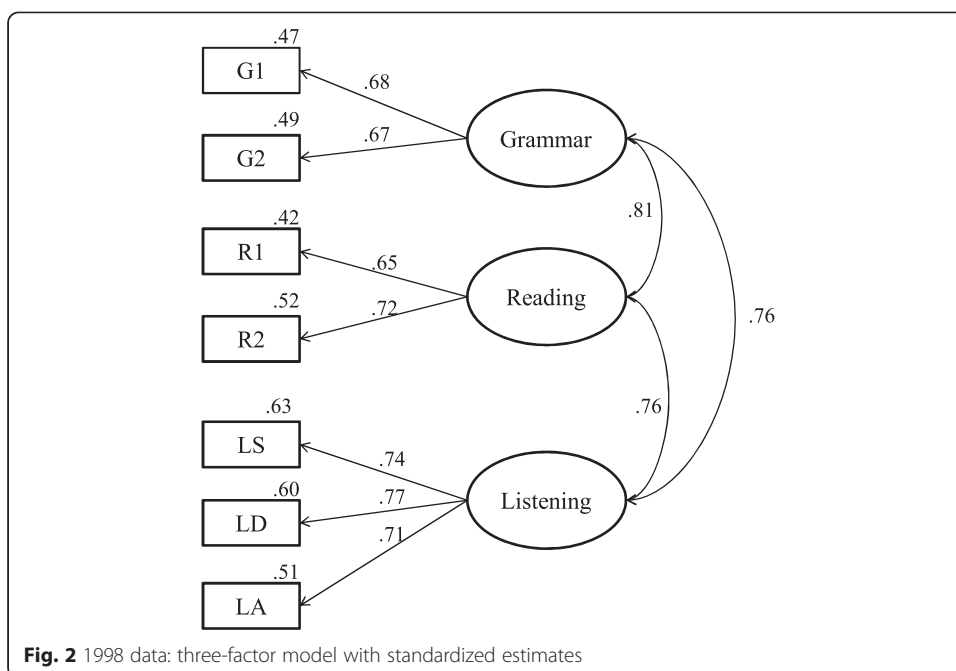 .47
G1
.68
.49
Grammar
.67
G2
.81
.42
R1
.65
Reading
.76
.52
.72
R2
.76
.63
LS
.74
.60
.77
Listening
LD
.71
.51
LA
Fig. 2 1998 data: three-factor model with standardized estimates